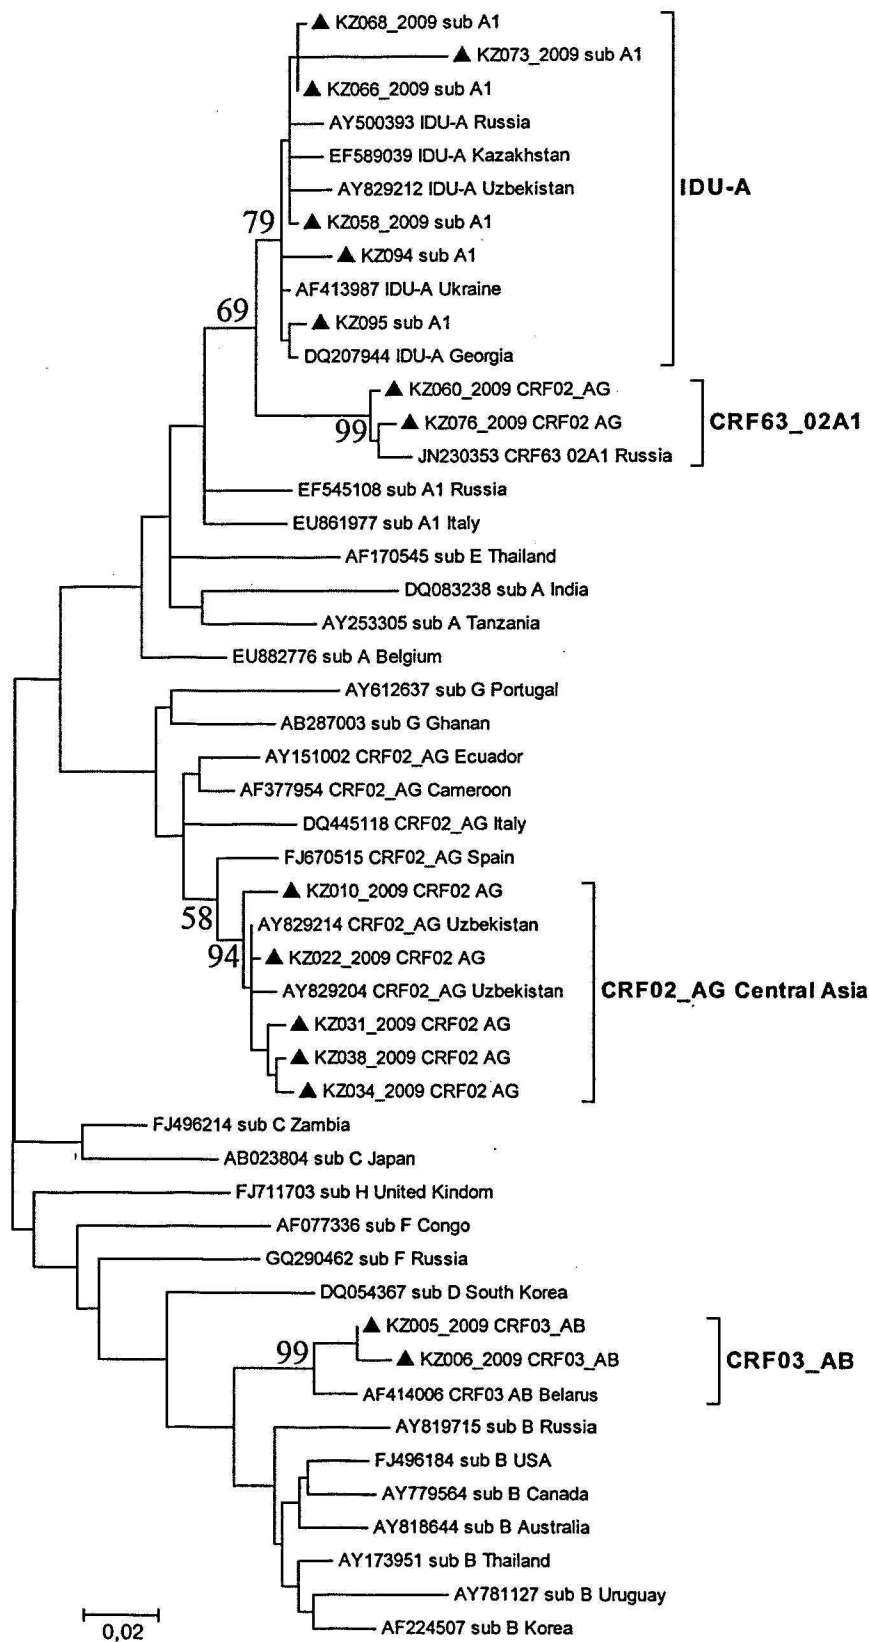 ▲ KZ068_2009 sub A1
▲ KZ073_2009 sub A1
▲ KZ066_2009 sub A1
AY500393 IDU-A Russia
EF589039 IDU-A Kazakhstan
AY829212 IDU-A Uzbekistan
IDU-A
79
▲ KZ058_2009 sub A1
▲ KZ094 sub A1
AF413987 IDU-A Ukraine
69
▲ KZ095 sub A1
DQ207944 IDU-A Georgia
▲ KZ060_2009 CRF02_AG
▲ KZ076_2009 CRF02 AG
CRF63_02A1
99
JN230353 CRF63 02A1 Russia
EF545108 sub A1 Russia
EU861977 sub A1 Italy
AF170545 sub E Thailand
DQ083238 sub A India
AY253305 sub A Tanzania
EU882776 sub A Belgium
AY612637 sub G Portugal
AB287003 sub G Ghanan
AY151002 CRF02_AG Ecuador
AF377954 CRF02_AG Cameroon
DQ445118 CRF02_AG Italy
FJ670515 CRF02_AG Spain
▲ KZ010_2009 CRF02 AG
58
AY829214 CRF02_AG Uzbekistan
94
▲ KZ022_2009 CRF02 AG
AY829204 CRF02_AG Uzbekistan
CRF02_AG Central Asia
▲ KZ031_2009 CRF02 AG
▲ KZ038_2009 CRF02 AG
▲ KZ034_2009 CRF02 AG
FJ496214 sub C Zambia
AB023804 sub C Japan
FJ711703 sub H United Kindom
AF077336 sub F Congo
GQ290462 sub F Russia
DQ054367 sub D South Korea
▲ KZ005_2009 CRF03_AB
99
▲ KZ006_2009 CRF03_AB
CRF03_AB
AF414006 CRF03 AB Belarus
AY819715 sub B Russia
FJ496184 sub B USA
AY779564 sub B Canada
AY818644 sub B Australia
AY173951 sub B Thailand
AY781127 sub B Uruguay
AF224507 sub B Korea
0,02